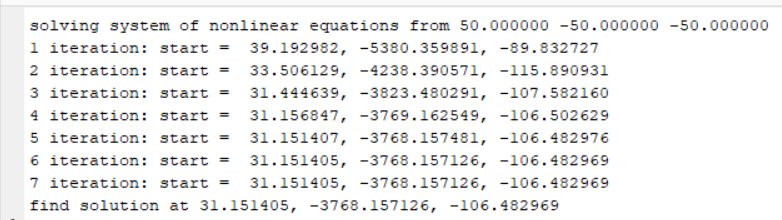 solving system of nonlinear equations from 50.000000 -50.000000 -50.000000
1 iteration: start =  39.192982, -5380.359891, -89.832727
2 iteration: start =  33.506129, -4238.390571, -115.890931
3 iteration: start =  31.444639, -3823.480291, -107.582160
4 iteration: start =  31.156847, -3769.162549, -106.502629
5 iteration: start =  31.151407, -3768.157481, -106.482976
6 iteration: start =  31.151405, -3768.157126, -106.482969
7 iteration: start =  31.151405, -3768.157126, -106.482969
find solution at 31.151405, -3768.157126, -106.482969